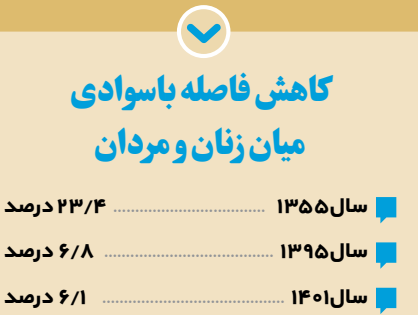 کاهش فاصله باسوادی
میان زنان و مردان
سال۱۳۵۵ ........................ ۲۳/۴ درصد
سال۱۳۹۵ ........................ ۶/۸ درصد
سال۱۴۰۱ ........................ ۶/۱ درصد